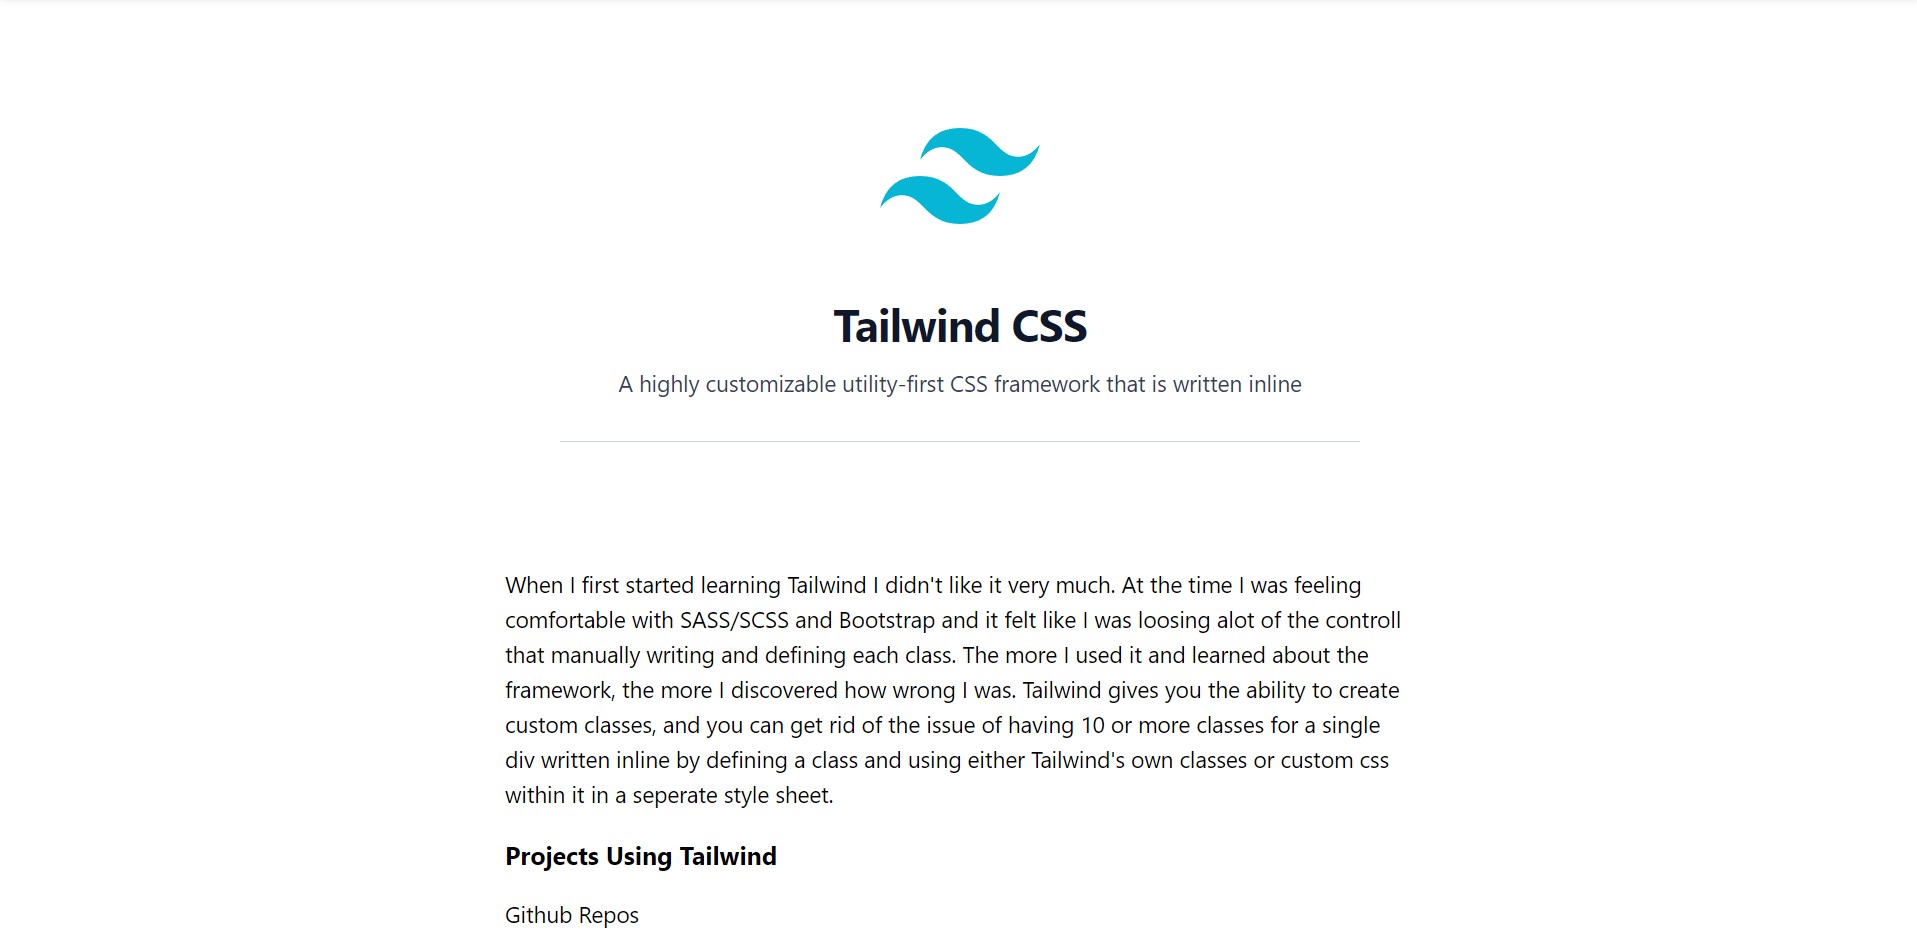 Tailwind CSS
A highly customizable utility-first CSS framework that is written inline
When I first started learning Tailwind I didn't like it very much. At the time I was feeling
comfortable with SASS/SCSS and Bootstrap and it felt like I was loosing alot of the controll
that manually writing and defining each class. The more I used it and learned about the
framework, the more I discovered how wrong I was. Tailwind gives you the ability to create
custom classes, and you can get rid of the issue of having 10 or more classes for a single
div written inline by defining a class and using either Tailwind's own classes or custom css
within it in a seperate style sheet.
Projects Using Tailwind
Github Repos